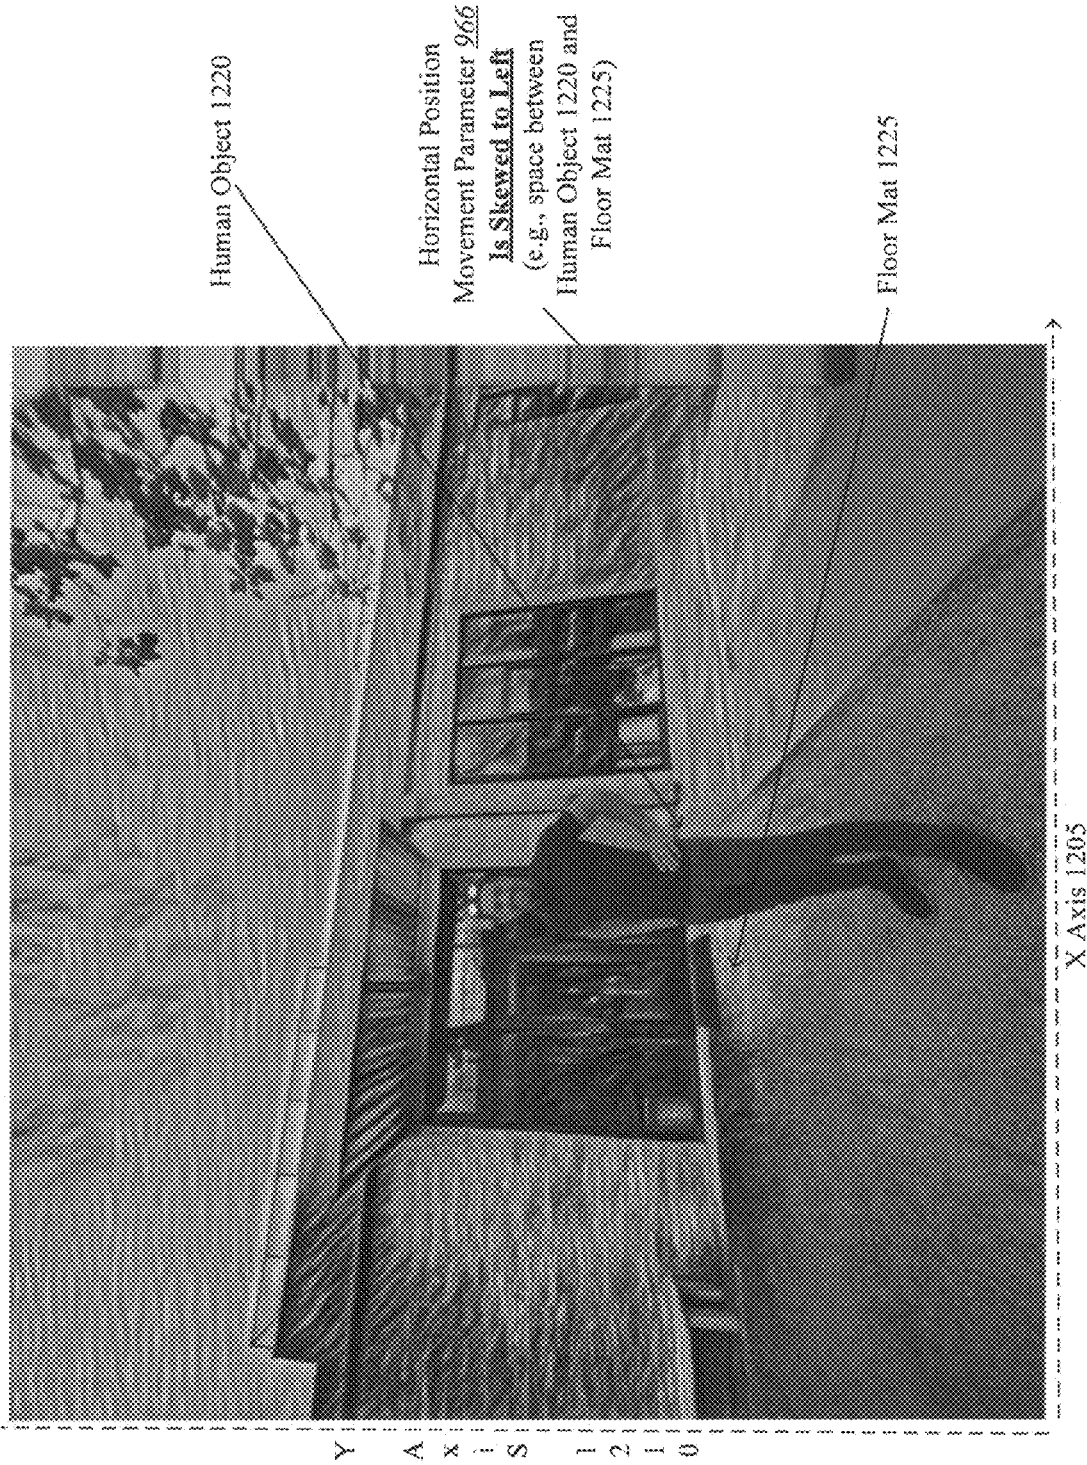 Human Object 1220
Horizontal Position
Movement Parameter 966
Is Skewed to Left
(e.g., space between
Human Object 1220 and
Floor Mat 1225)
Floor Mat 1225
Y Axis 1210
X Axis 1205